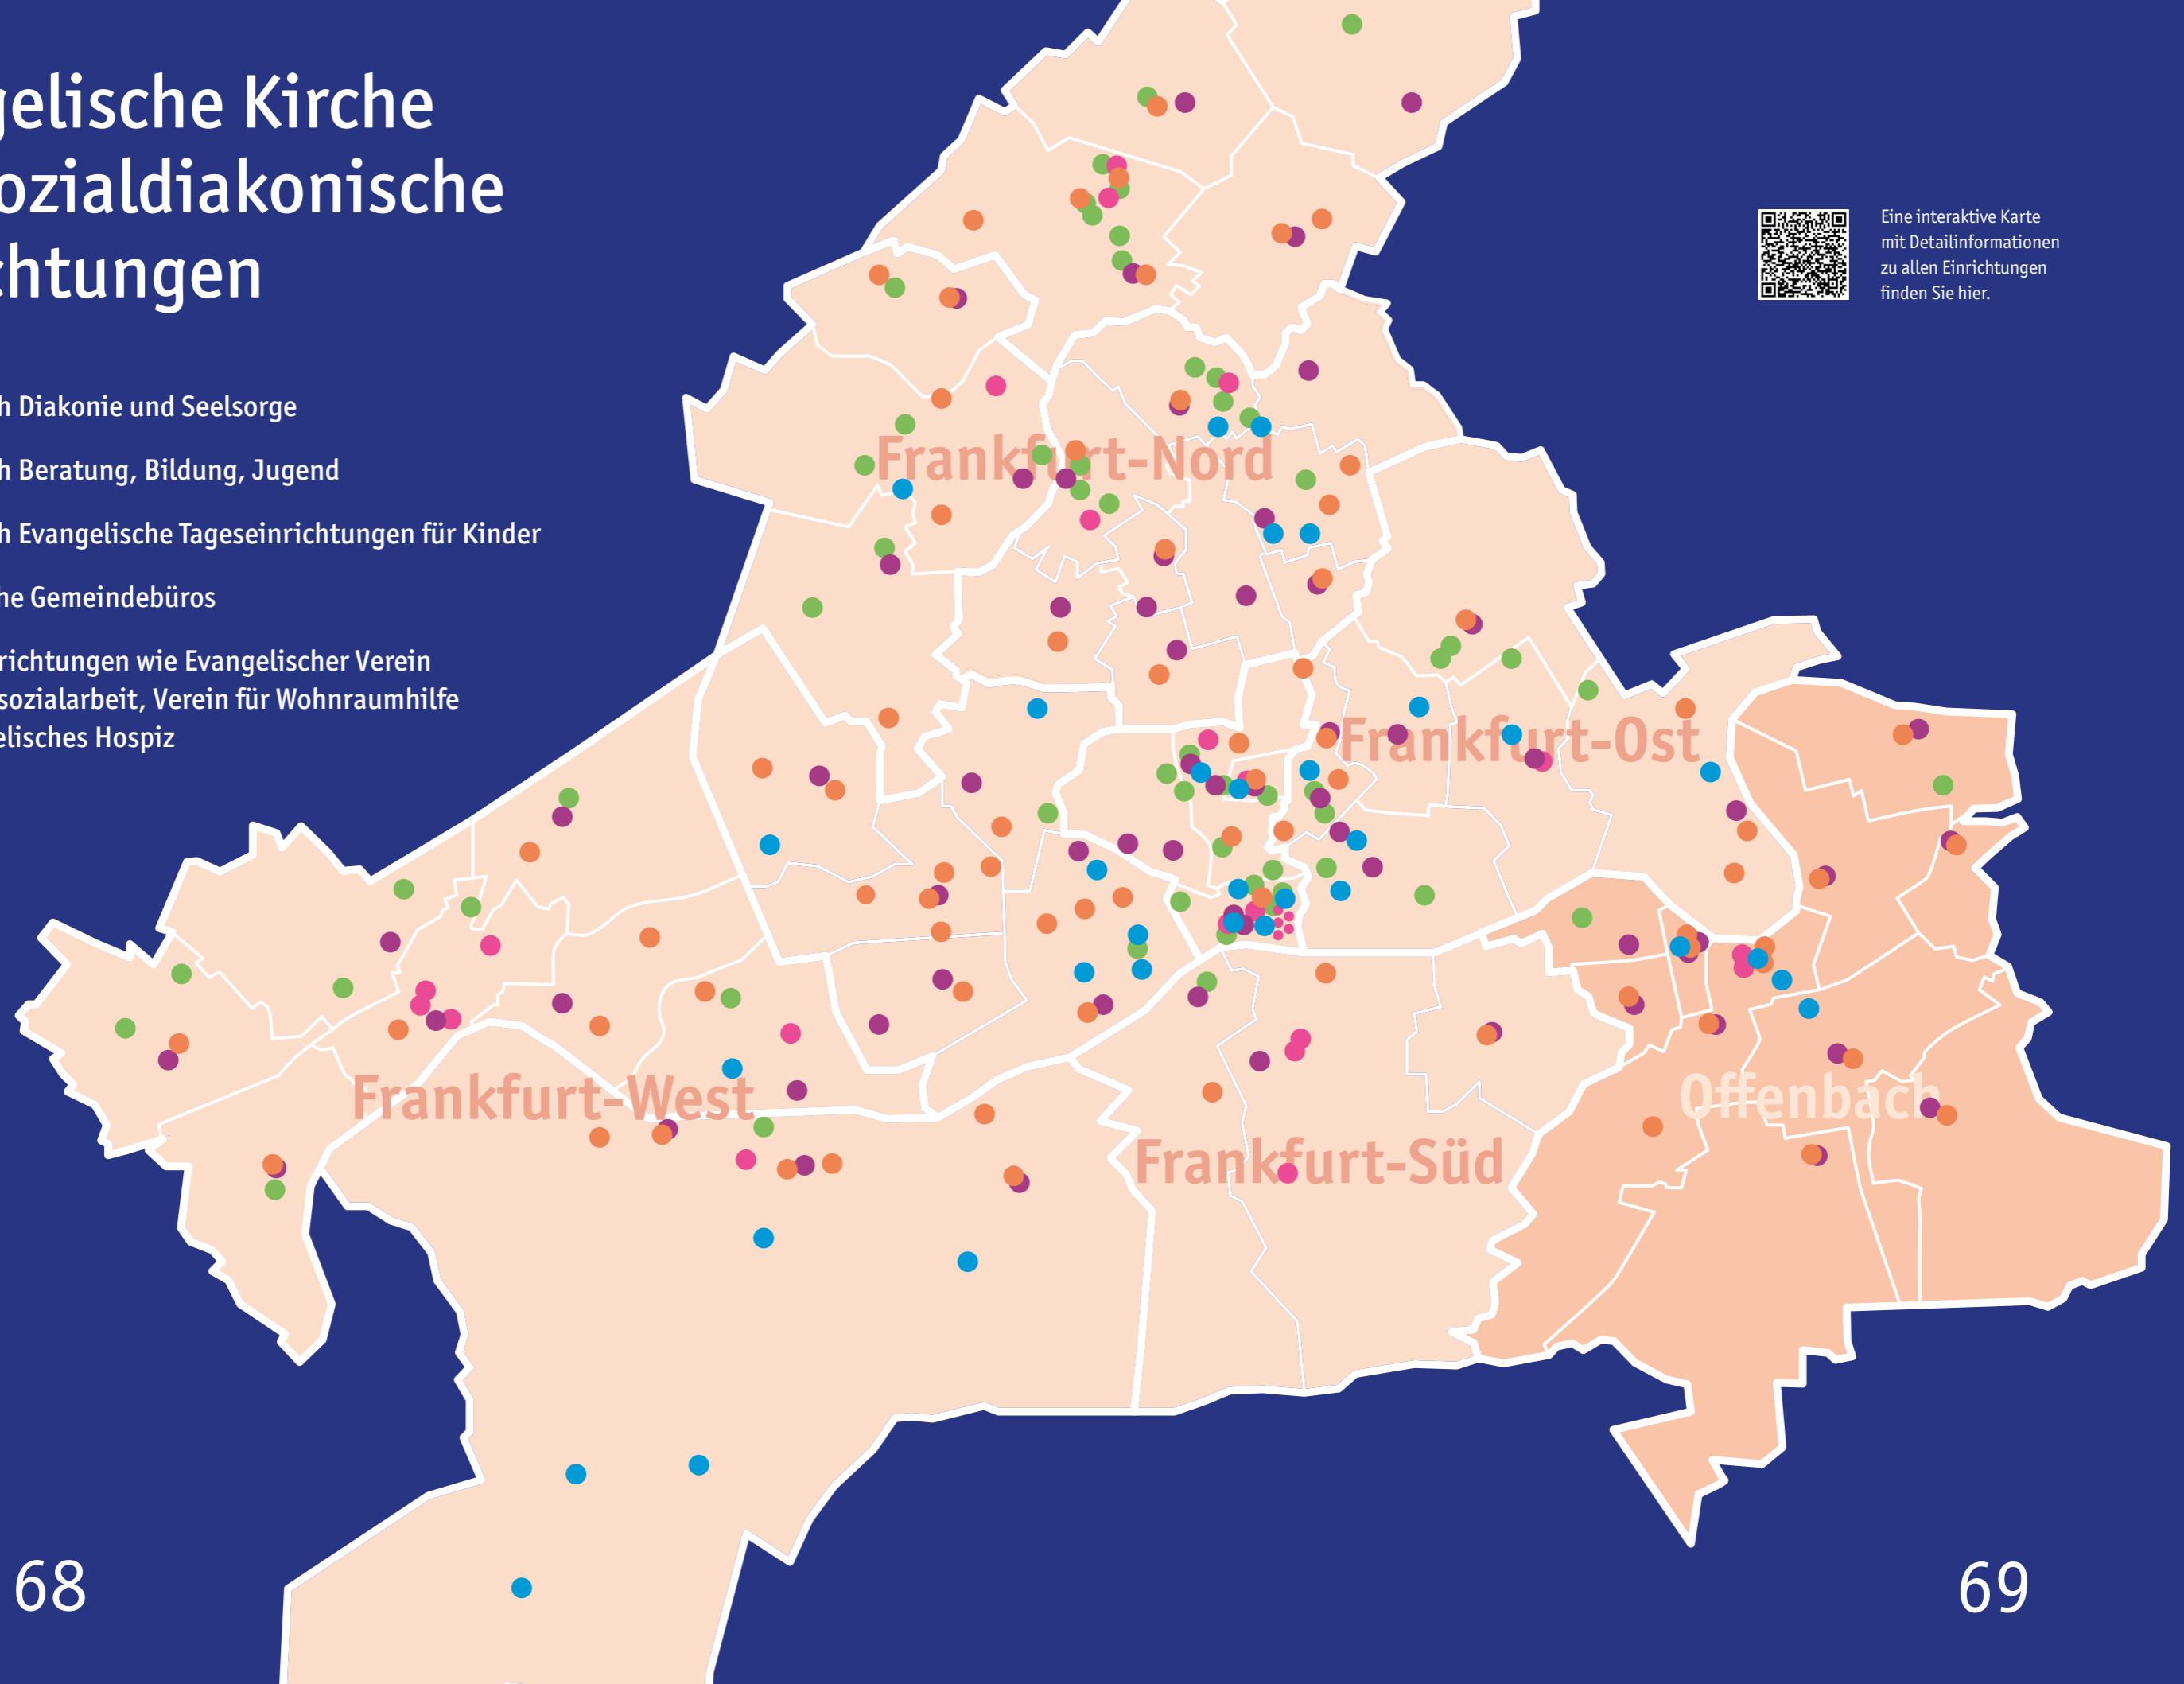 gelische Kirche
ozialdiakonische
chtungen
h Diakonie und Seelsorge
h Beratung, Bildung, Jugend
h Evangelische Tageseinrichtungen für Kinder
he Gemeindebüros
richtungen wie Evangelischer Verein
sozialarbeit, Verein für Wohnraumhilfe
elisches Hospiz
Eine interaktive Karte
mit Detailinformationen
zu allen Einrichtungen
finden Sie hier.
Frankfurt-Nord
Frankfurt-Ost
Frankfurt-West
Offenbach
Frankfurt-Süd
68
69